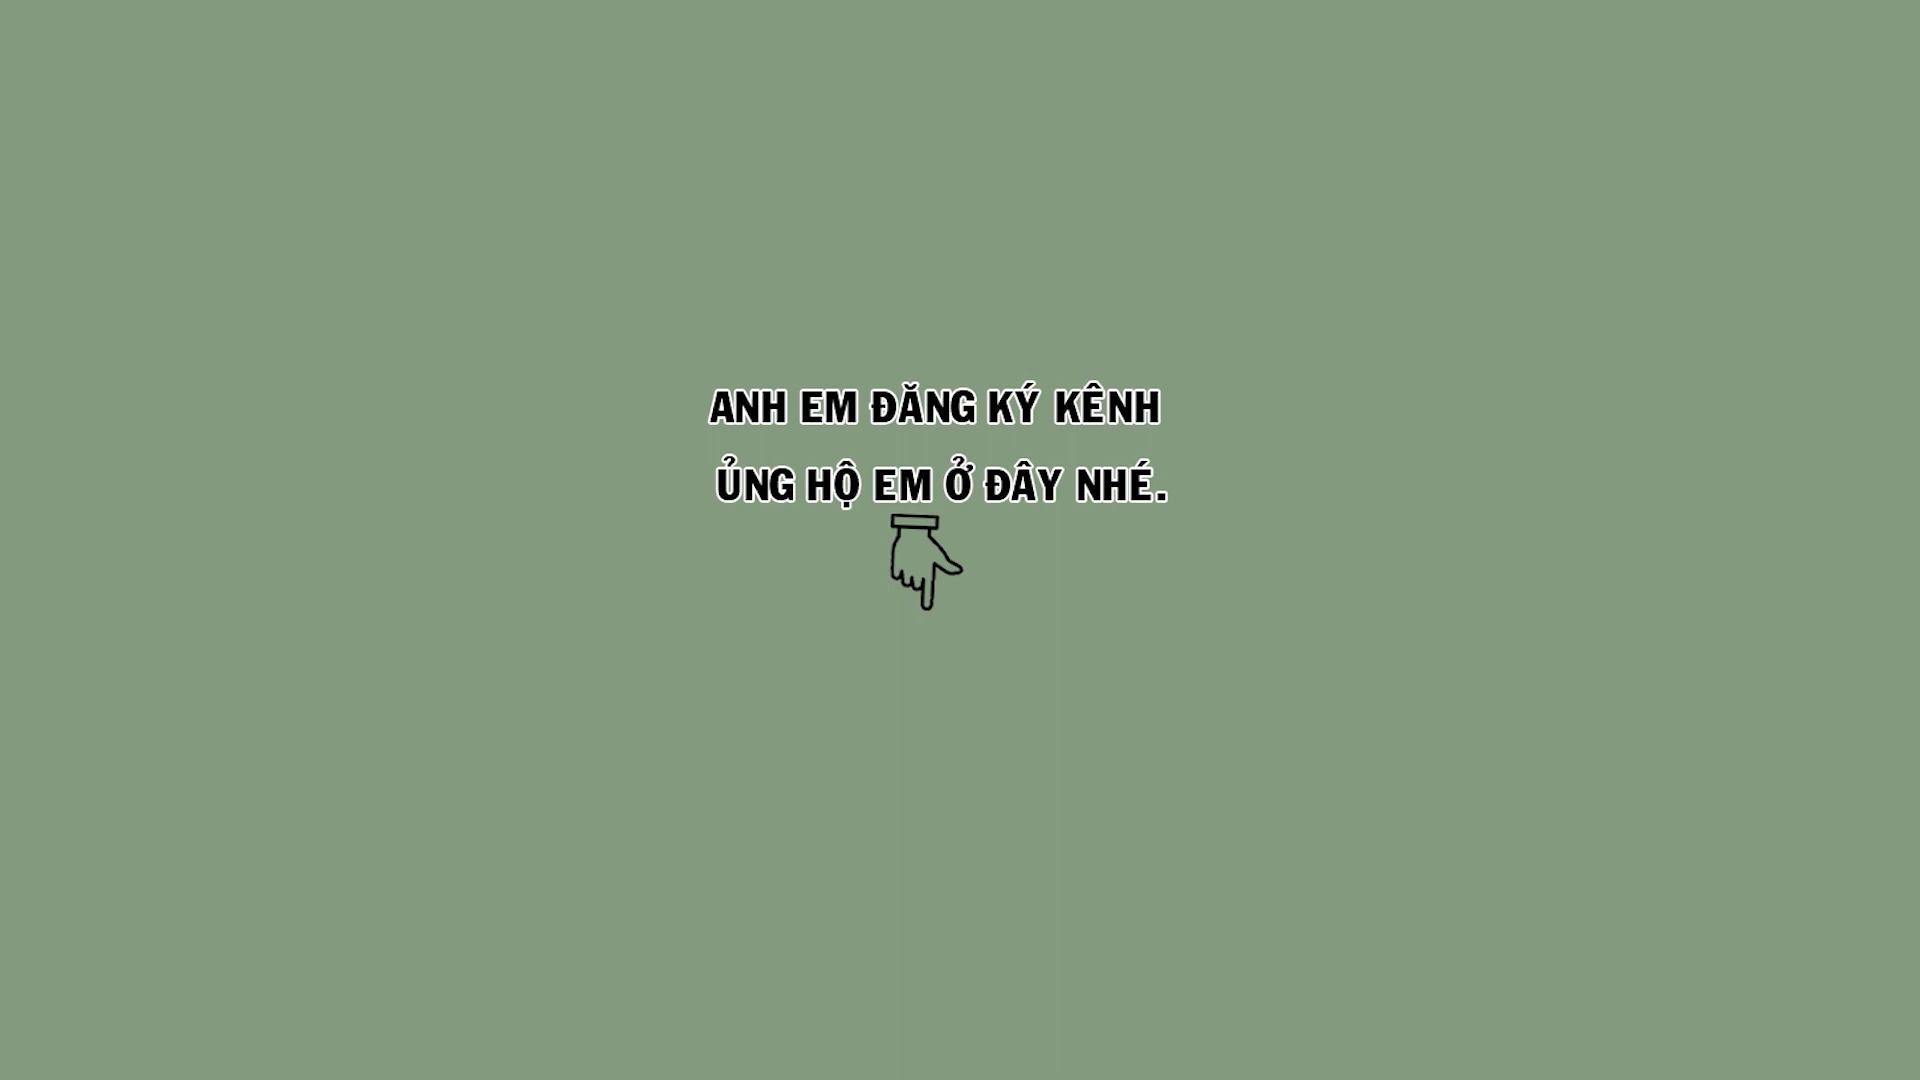 ANH EM ĐĂNG KÝ KÊNH
ỦNG HỘ EM Ở ĐÂY NHÉ.